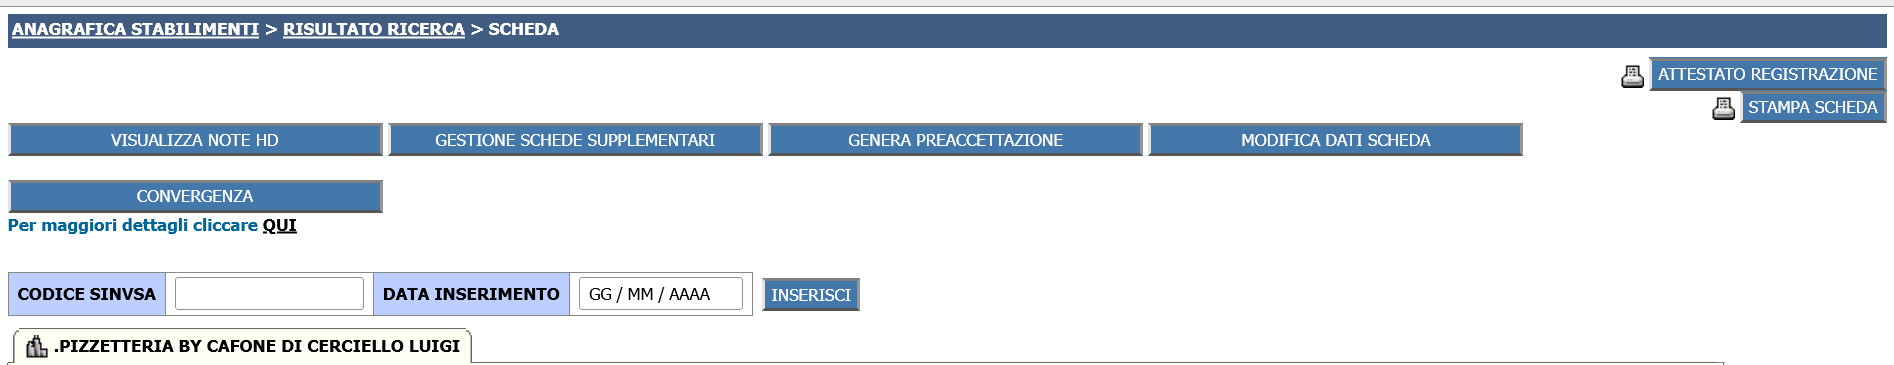 ANAGRAFICA STABILIMENTI > RISULTATO RICERCA > SCHEDA
ATTESTATO REGISTRAZIONE
STAMPA SCHEDA
VISUALIZZA NOTE HD GESTIONE SCHEDE SUPPLEMENTARI GENERA PREACCETTAZIONE MODIFICA DATI SCHEDA
CONVERGENZA
Per maggiori dettagli cliccare QUI
CODICE SINVSA DATA INSERIMENTO GG / MM / AAAA INSERISCI
.PIZZETTERIA BY CAFONE DI CERCIELLO LUIGI